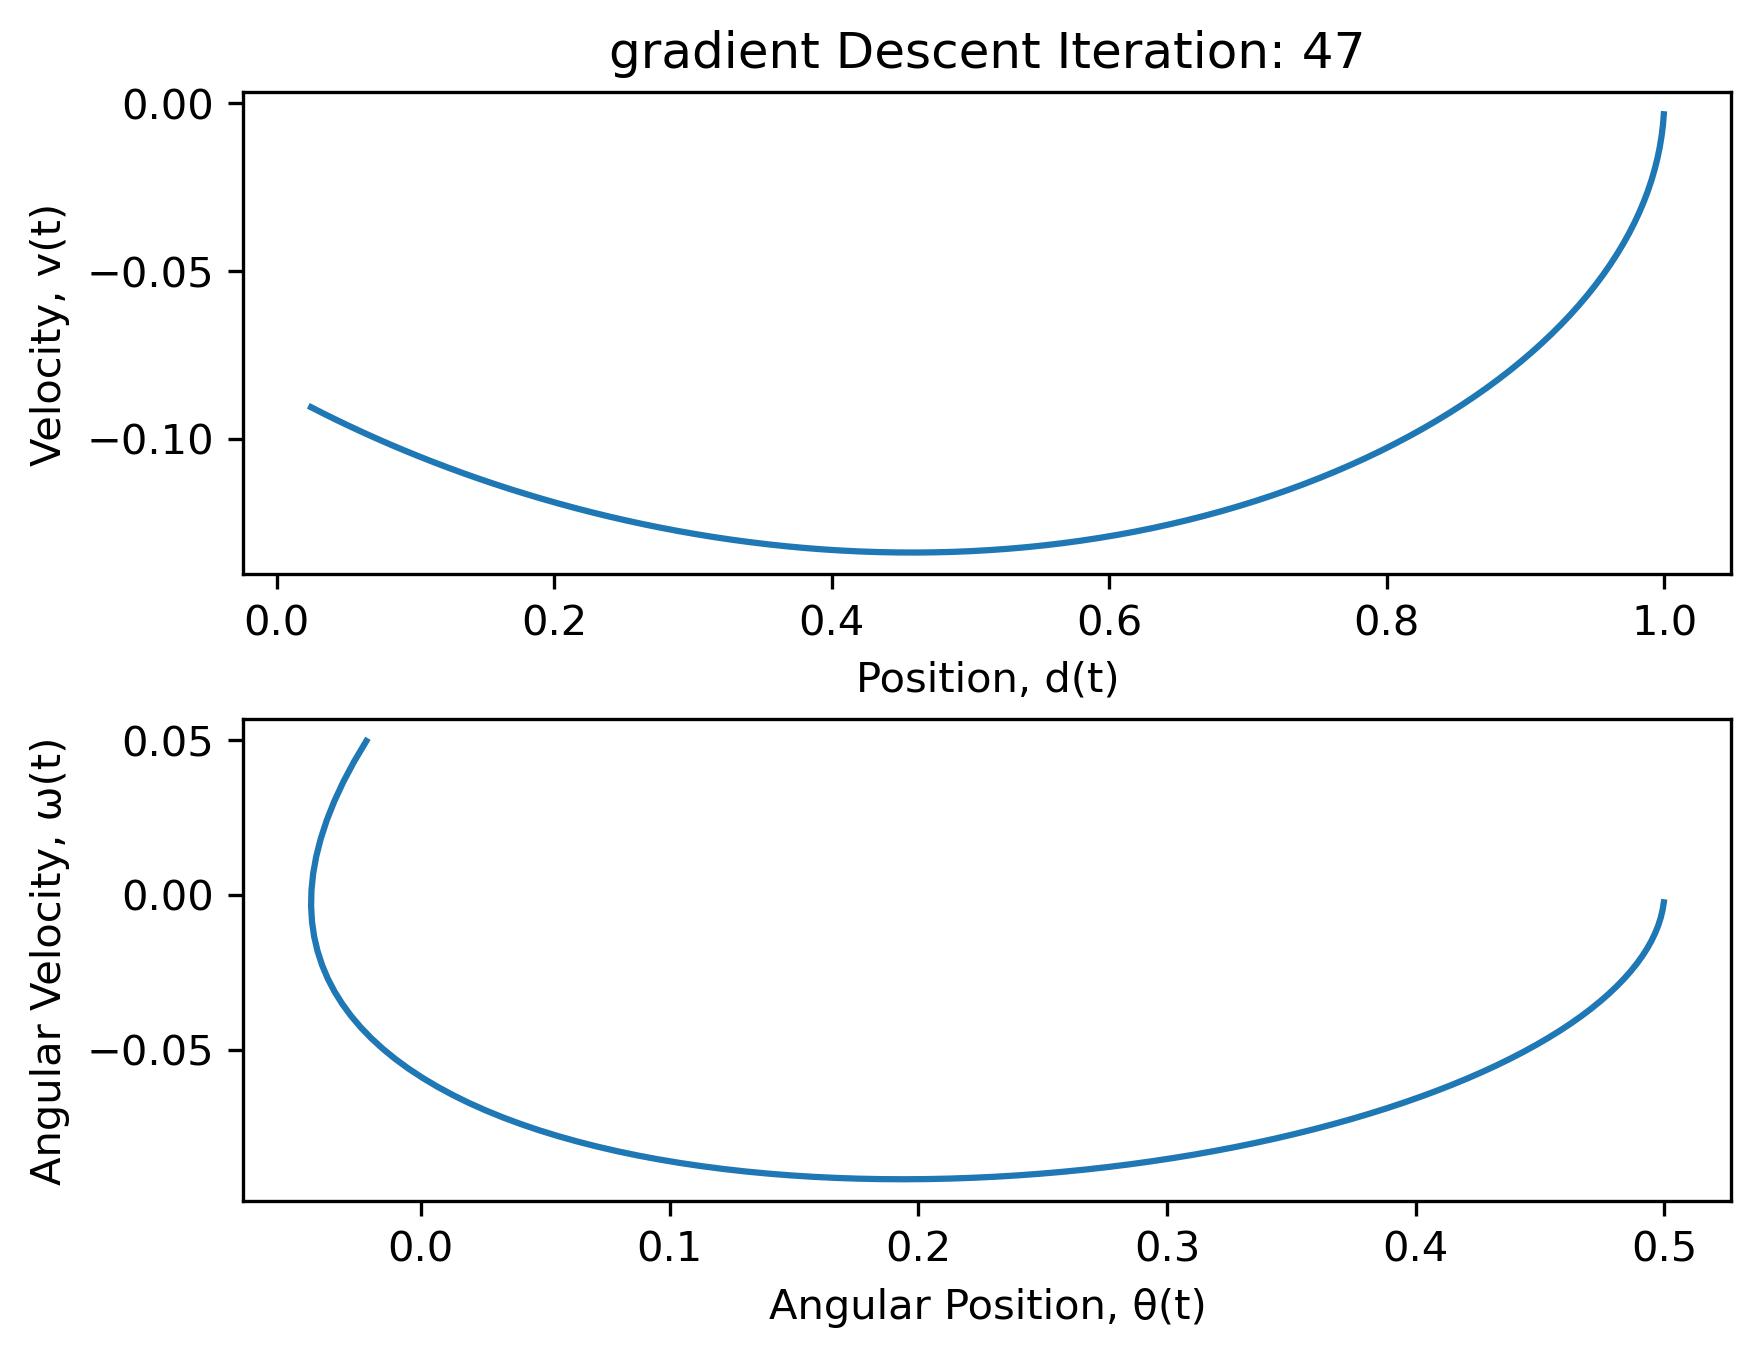 gradient Descent Iteration: 47
0.00
−0.05
−0.10
Velocity, v(t)
0.0 0.2 0.4 0.6 0.8 1.0
Position, d(t)
0.05
0.00
−0.05
Angular Velocity, ω(t)
0.0 0.1 0.2 0.3 0.4 0.5
Angular Position, θ(t)